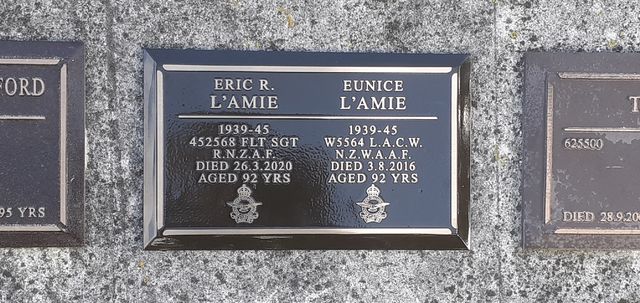 FORD
95 YRS
ERIC R. EUNICE
L'AMIE L'AMIE
1939-45 1939-45
452568 FLT SGT W5564 L.A.C.W.
R.N.Z.A.F. N.Z.W.A.A.F.
DIED 26.3.2020 DIED 3.8.2016
AGED 92 YRS AGED 92 YRS
T
625500
DIED 28.9.20